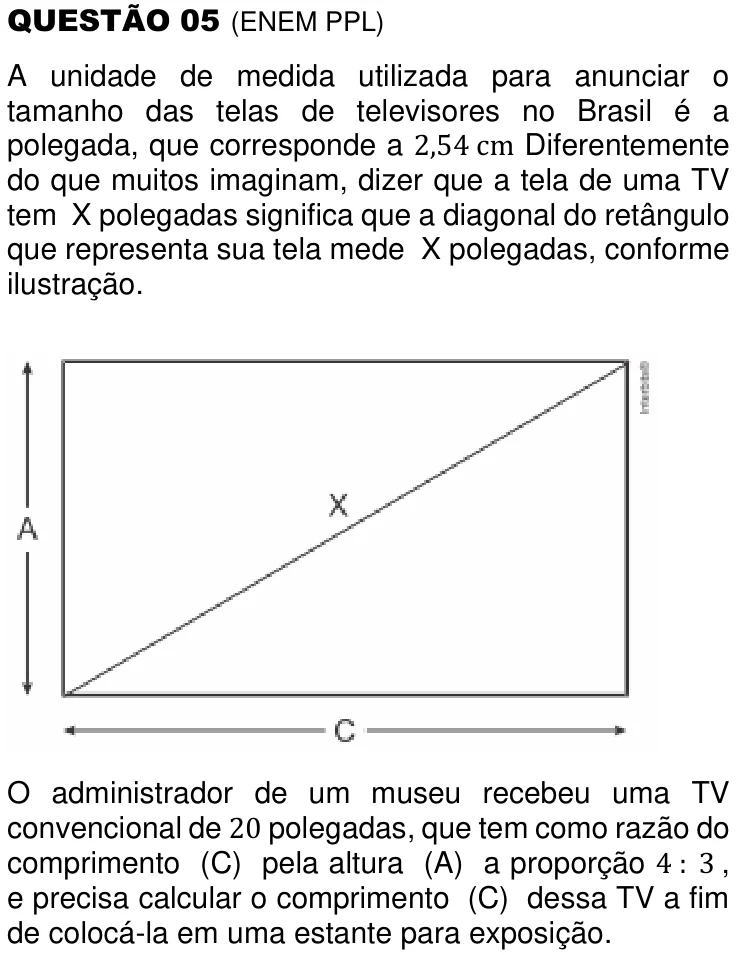 QUESTÃO 05 (ENEM PPL)
A unidade de medida utilizada para anunciar o
tamanho das telas de televisores no Brasil é a
polegada, que corresponde a 2,54 cm Diferentemente
do que muitos imaginam, dizer que a tela de uma TV
tem X polegadas significa que a diagonal do retângulo
que representa sua tela mede X polegadas, conforme
ilustração.
Interbits®
X
A
C
O administrador de um museu recebeu uma TV
convencional de 20 polegadas, que tem como razão do
comprimento (C) pela altura (A) a proporção 4 : 3 ,
e precisa calcular o comprimento (C) dessa TV a fim
de colocá-la em uma estante para exposição.